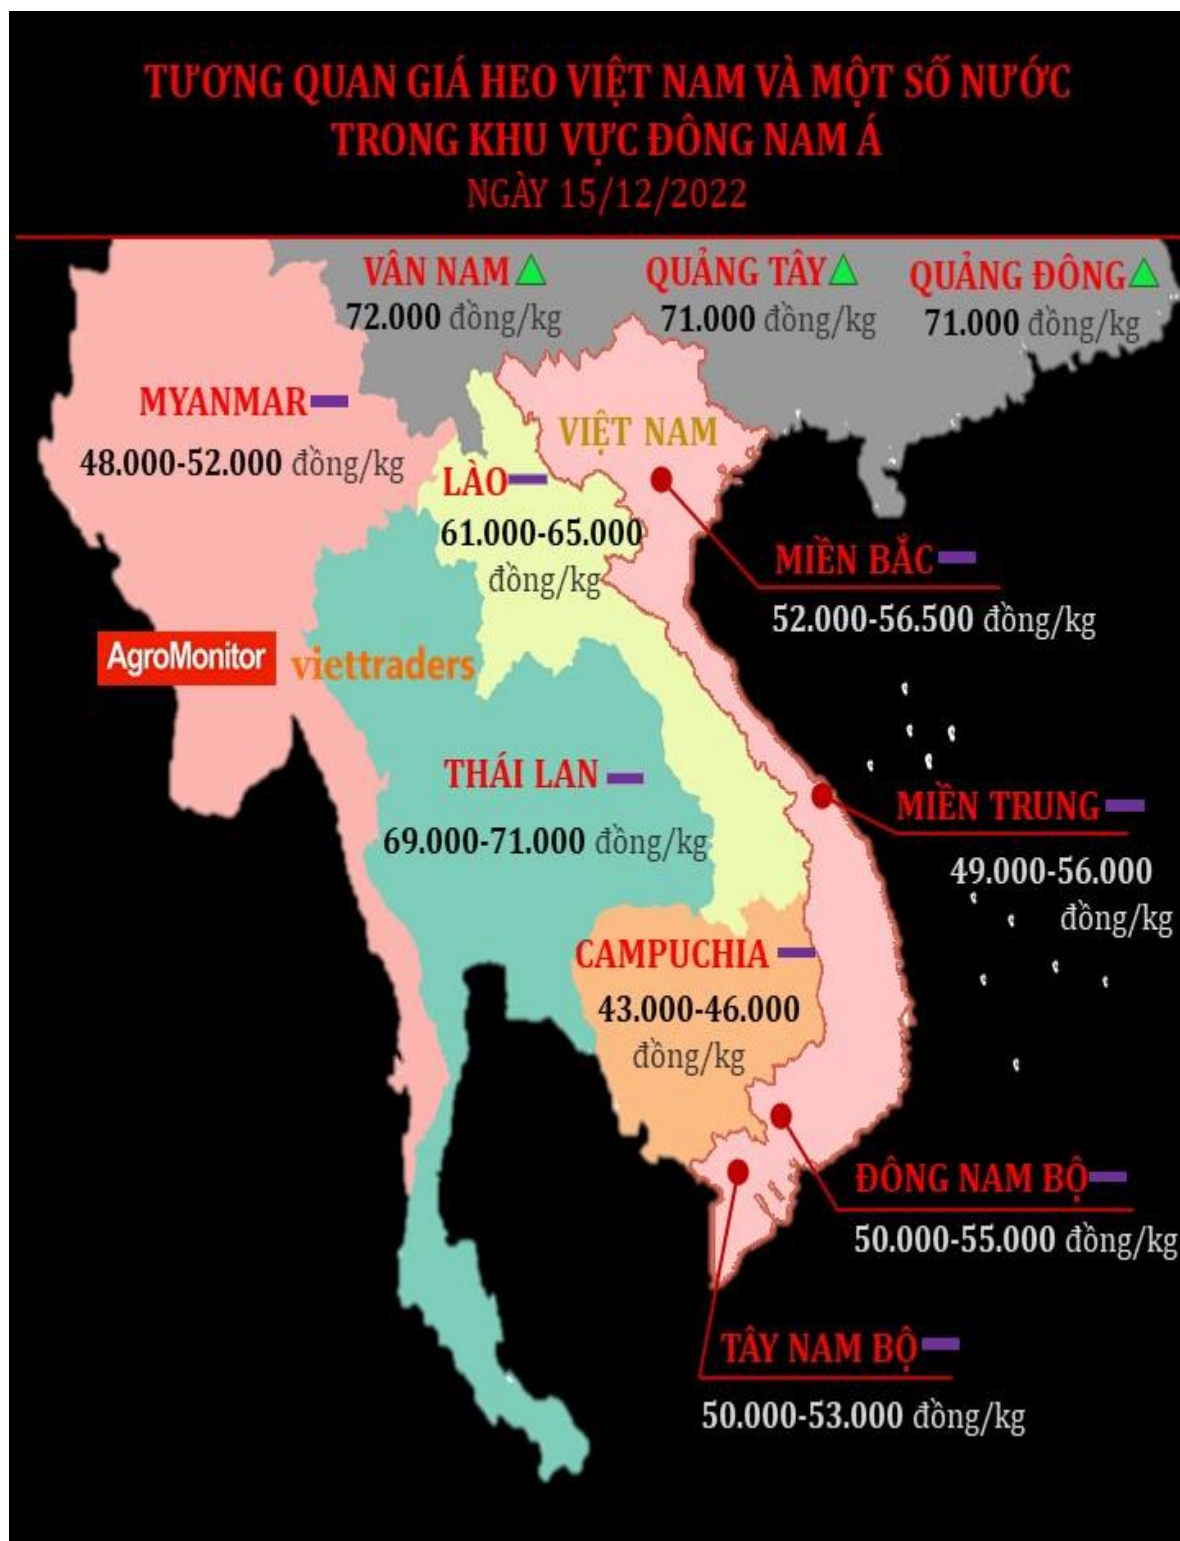 TƯƠNG QUAN GIÁ HEO VIỆT NAM VÀ MỘT SỐ NƯỚC
TRONG KHU VỰC ĐÔNG NAM Á
NGÀY 15/12/2022
VÂN NAM
72.000 đồng/kg
QUẢNG TÂY
71.000 đồng/kg
QUẢNG ĐÔNG
71.000 đồng/kg
MYANMAR
48.000-52.000 đồng/kg
VIỆT NAM
LÀO
61.000-65.000
đồng/kg
MIỀN BẮC
52.000-56.500 đồng/kg
AgroMonitor
viettraders
THÁI LAN
69.000-71.000 đồng/kg
MIỀN TRUNG
49.000-56.000
đồng/kg
CAMPUCHIA
43.000-46.000
đồng/kg
ĐÔNG NAM BỘ
50.000-55.000 đồng/kg
TÂY NAM BỘ
50.000-53.000 đồng/kg